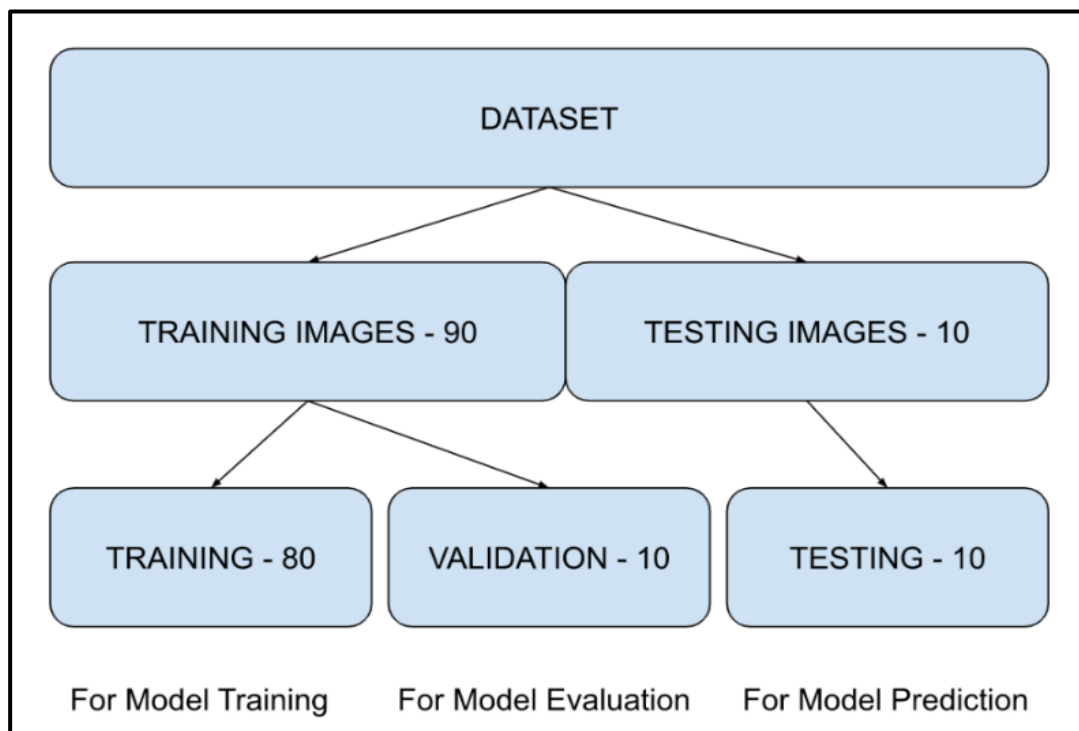 DATASET
TRAINING IMAGES - 90
TESTING IMAGES - 10
TRAINING - 80
VALIDATION - 10
TESTING - 10
For Model Training
For Model Evaluation
For Model Prediction